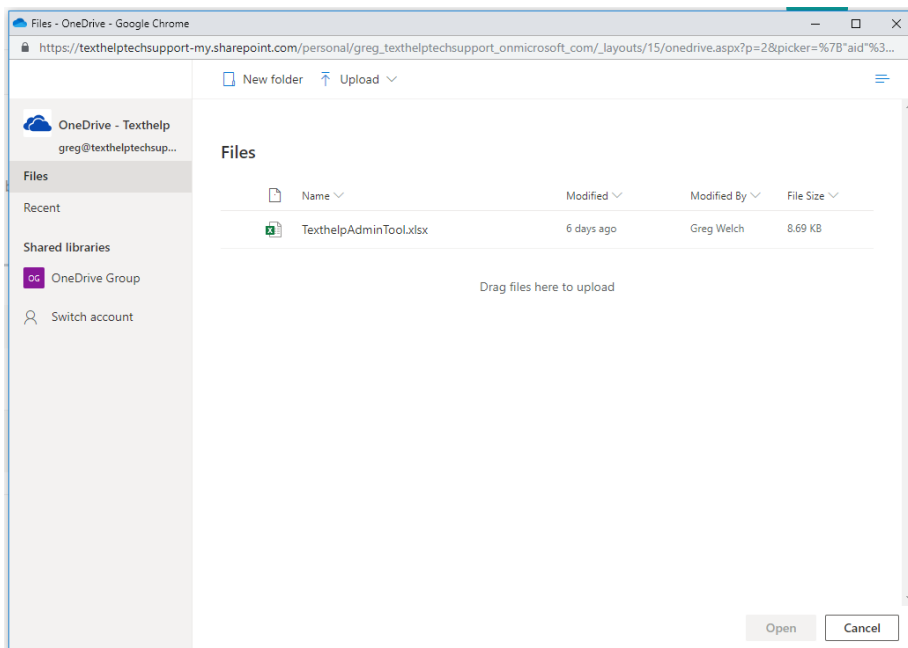 Files - OneDrive - Google Chrome
https://texthelptechsupport-my.sharepoint.com/personal/greg_texthelptechsupport_onmicrosoft_com/_layouts/15/onedrive.aspx?p=2&picker=%7B"aid"%3...
New folder Upload
OneDrive - Texthelp
greg@texthelptechsup...
Files
Recent
Shared libraries
OG OneDrive Group
Switch account
Files
Name Modified Modified By File Size
TexthelpAdminTool.xlsx 6 days ago Greg Welch 8.69 KB
Drag files here to upload
Open Cancel